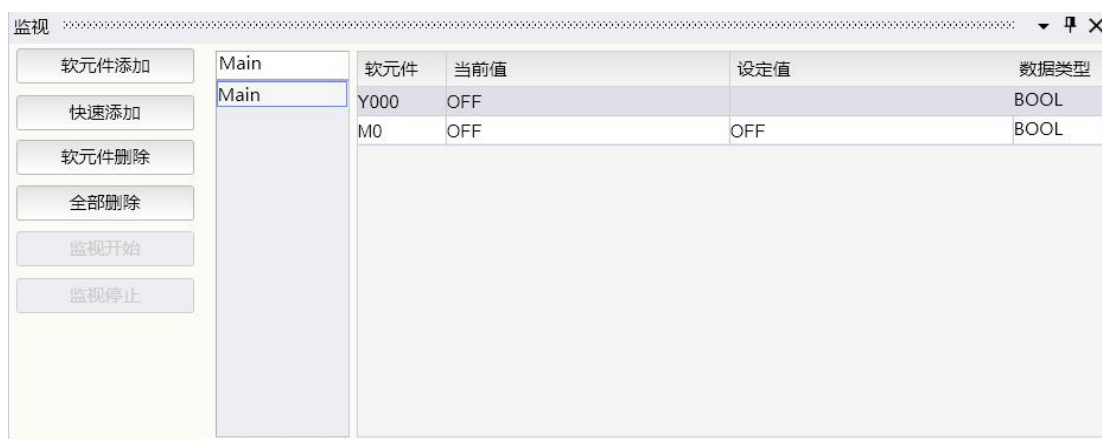 监视
软元件添加
快速添加
软元件删除
全部删除
监视开始
监视停止
Main
Main
软元件 当前值 设定值 数据类型
Y000 OFF BOOL
M0 OFF OFF BOOL